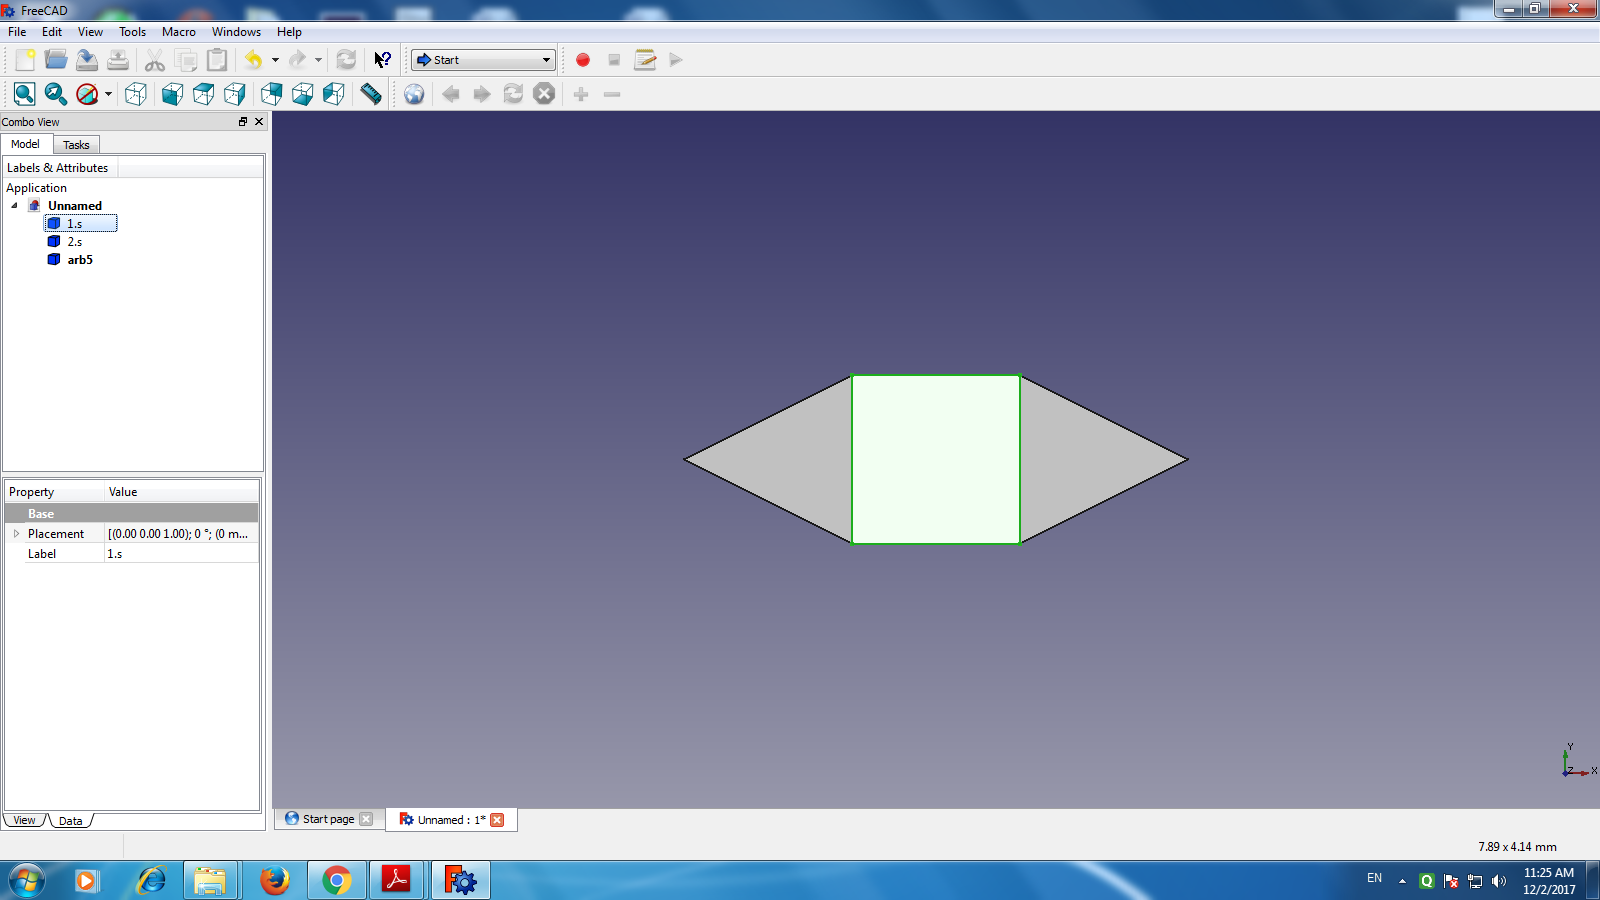 FreeCAD
File Edit View Tools Macro Windows Help
Start
Combo View
Model Tasks
Labels & Attributes
Application
Unnamed
1.s
2.s
arb5
Property Value
Base
Placement [(0.00 0.00 1.00); 0 °; (0 m...
Label 1.s
View Data
Y
Z X
Start page Unnamed : 1*
7.89 x 4.14 mm
EN
11:25 AM
12/2/2017